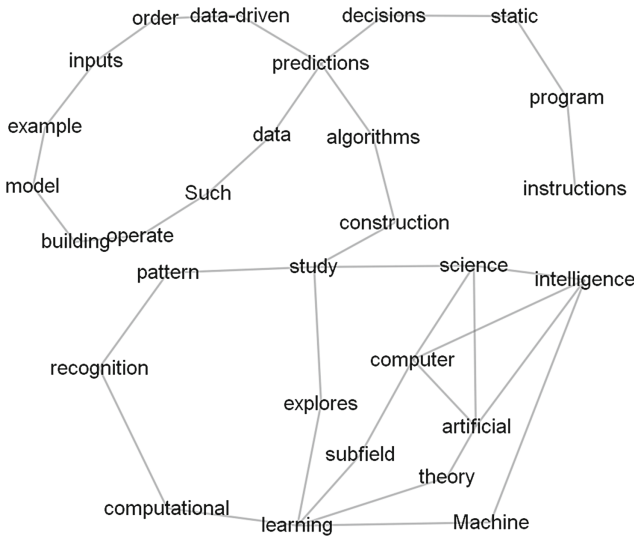 order data-driven decisions static
inputs predictions
program
example data algorithms
model Such instructions
building operate construction
pattern study science intelligence
recognition computer
explores artificial
subfield theory
computational learning Machine